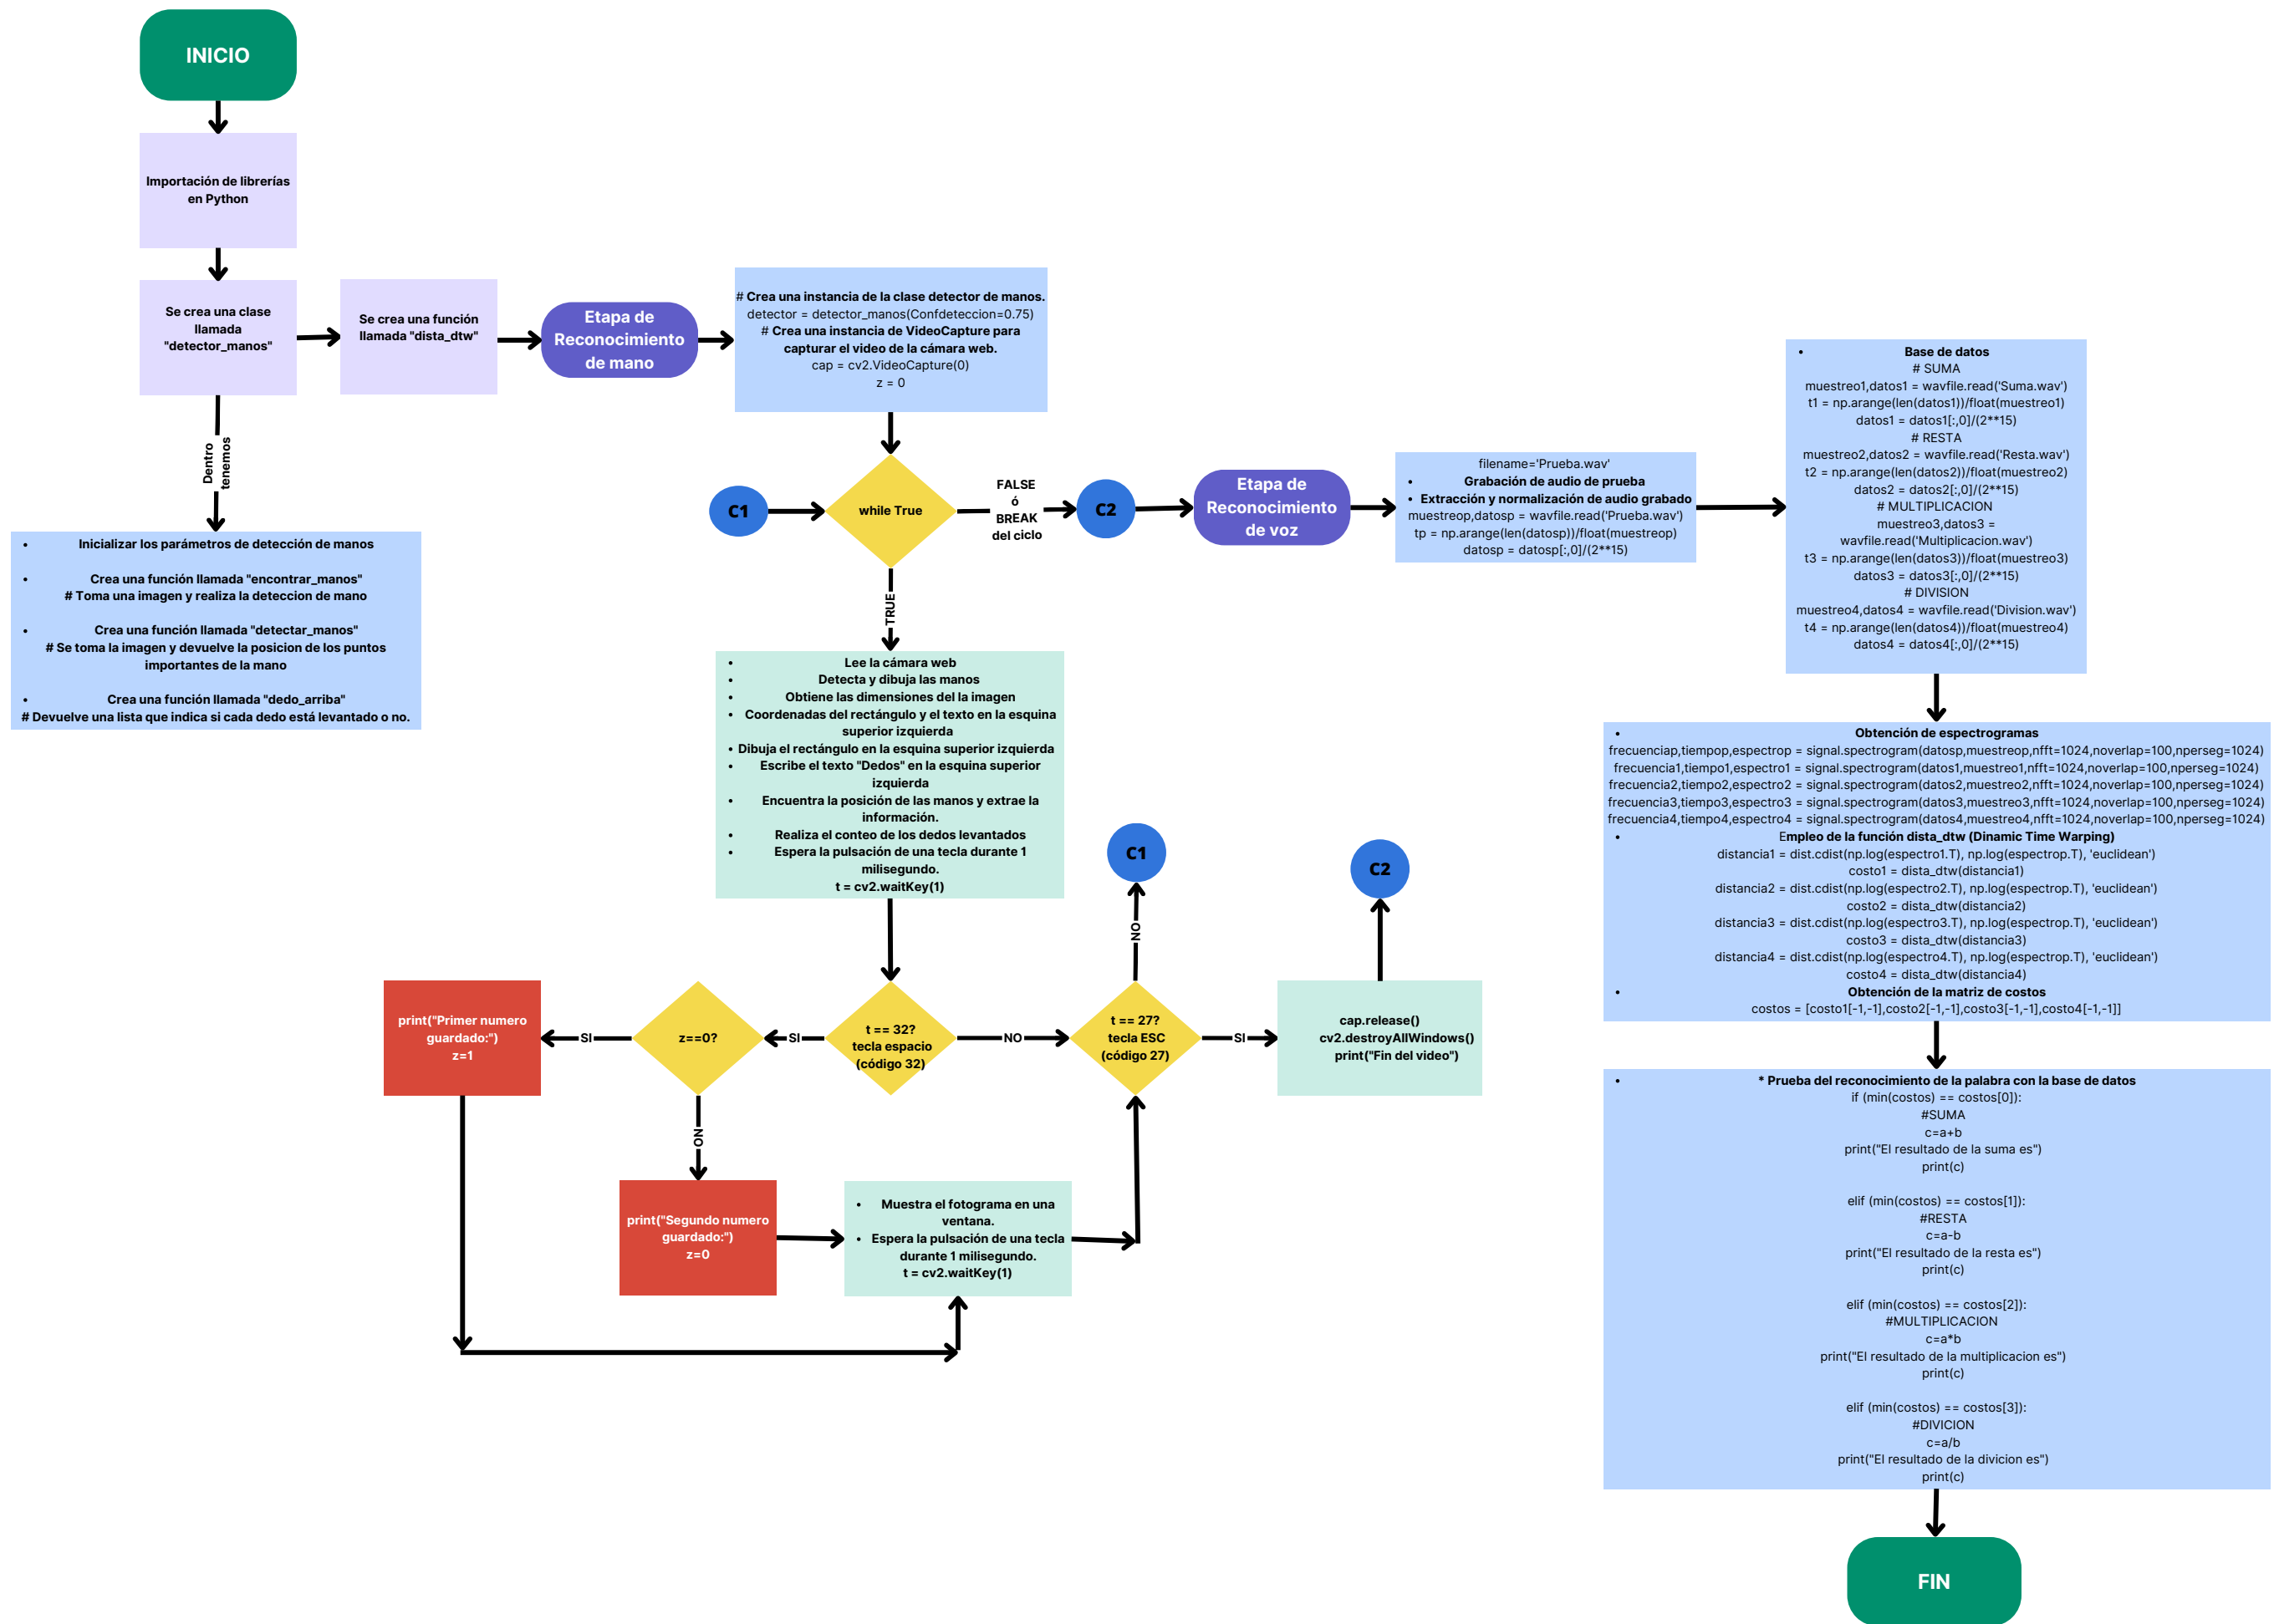 INICIO
Importación de librerías
en Python
Se crea una clase
llamada
"detector_manos"
Dentro
tenemos
• Inicializar los parámetros de detección de manos
• Crea una función llamada "encontrar_manos"
# Toma una imagen y realiza la deteccion de mano
• Crea una función llamada "detectar_manos"
# Se toma la imagen y devuelve la posicion de los puntos
importantes de la mano
• Crea una función llamada "dedo_arriba"
# Devuelve una lista que indica si cada dedo está levantado o no.
Se crea una función
llamada "dista_dtw"
Etapa de
Reconocimiento
de mano
# Crea una instancia de la clase detector de manos.
detector = detector_manos(Confdeteccion=0.75)
# Crea una instancia de VideoCapture para
capturar el video de la cámara web.
cap = cv2.VideoCapture(0)
z = 0
C1
while True
FALSE
ó
BREAK
del ciclo
C2
TRUE
• Lee la cámara web
• Detecta y dibuja las manos
• Obtiene las dimensiones del la imagen
• Coordenadas del rectángulo y el texto en la esquina
superior izquierda
• Dibuja el rectángulo en la esquina superior izquierda
• Escribe el texto "Dedos" en la esquina superior
izquierda
• Encuentra la posición de las manos y extrae la
información.
• Realiza el conteo de los dedos levantados
• Espera la pulsación de una tecla durante 1
milisegundo.
t = cv2.waitKey(1)
t == 32?
tecla espacio
(código 32)
SI
z==0?
SI
print("Primer numero
guardado:")
z=1
NO
print("Segundo numero
guardado:")
z=0
• Muestra el fotograma en una
ventana.
• Espera la pulsación de una tecla
durante 1 milisegundo.
t = cv2.waitKey(1)
NO
t == 27?
tecla ESC
(código 27)
NO
C1
SI
cap.release()
cv2.destroyAllWindows()
print("Fin del video")
C2
Etapa de
Reconocimiento
de voz
filename='Prueba.wav'
• Grabación de audio de prueba
• Extracción y normalización de audio grabado
muestreop,datosp = wavfile.read('Prueba.wav')
tp = np.arange(len(datosp))/float(muestreop)
datosp = datosp[:,0]/(2**15)
• Base de datos
# SUMA
muestreo1,datos1 = wavfile.read('Suma.wav')
t1 = np.arange(len(datos1))/float(muestreo1)
datos1 = datos1[:,0]/(2**15)
# RESTA
muestreo2,datos2 = wavfile.read('Resta.wav')
t2 = np.arange(len(datos2))/float(muestreo2)
datos2 = datos2[:,0]/(2**15)
# MULTIPLICACION
muestreo3,datos3 =
wavfile.read('Multiplicacion.wav')
t3 = np.arange(len(datos3))/float(muestreo3)
datos3 = datos3[:,0]/(2**15)
# DIVISION
muestreo4,datos4 = wavfile.read('Division.wav')
t4 = np.arange(len(datos4))/float(muestreo4)
datos4 = datos4[:,0]/(2**15)
• Obtención de espectrogramas
frecuenciap,tiempop,espectrop = signal.spectrogram(datosp,muestreop,nfft=1024,noverlap=100,nperseg=1024)
frecuencia1,tiempo1,espectro1 = signal.spectrogram(datos1,muestreo1,nfft=1024,noverlap=100,nperseg=1024)
frecuencia2,tiempo2,espectro2 = signal.spectrogram(datos2,muestreo2,nfft=1024,noverlap=100,nperseg=1024)
frecuencia3,tiempo3,espectro3 = signal.spectrogram(datos3,muestreo3,nfft=1024,noverlap=100,nperseg=1024)
frecuencia4,tiempo4,espectro4 = signal.spectrogram(datos4,muestreo4,nfft=1024,noverlap=100,nperseg=1024)
• Empleo de la función dista_dtw (Dinamic Time Warping)
distancia1 = dist.cdist(np.log(espectro1.T), np.log(espectrop.T), 'euclidean')
costo1 = dista_dtw(distancia1)
distancia2 = dist.cdist(np.log(espectro2.T), np.log(espectrop.T), 'euclidean')
costo2 = dista_dtw(distancia2)
distancia3 = dist.cdist(np.log(espectro3.T), np.log(espectrop.T), 'euclidean')
costo3 = dista_dtw(distancia3)
distancia4 = dist.cdist(np.log(espectro4.T), np.log(espectrop.T), 'euclidean')
costo4 = dista_dtw(distancia4)
• Obtención de la matriz de costos
costos = [costo1[-1,-1],costo2[-1,-1],costo3[-1,-1],costo4[-1,-1]]
• * Prueba del reconocimiento de la palabra con la base de datos
if (min(costos) == costos[0]):
#SUMA
c=a+b
print("El resultado de la suma es")
print(c)
elif (min(costos) == costos[1]):
#RESTA
c=a-b
print("El resultado de la resta es")
print(c)
elif (min(costos) == costos[2]):
#MULTIPLICACION
c=a*b
print("El resultado de la multiplicacion es")
print(c)
elif (min(costos) == costos[3]):
#DIVICION
c=a/b
print("El resultado de la divicion es")
print(c)
FIN